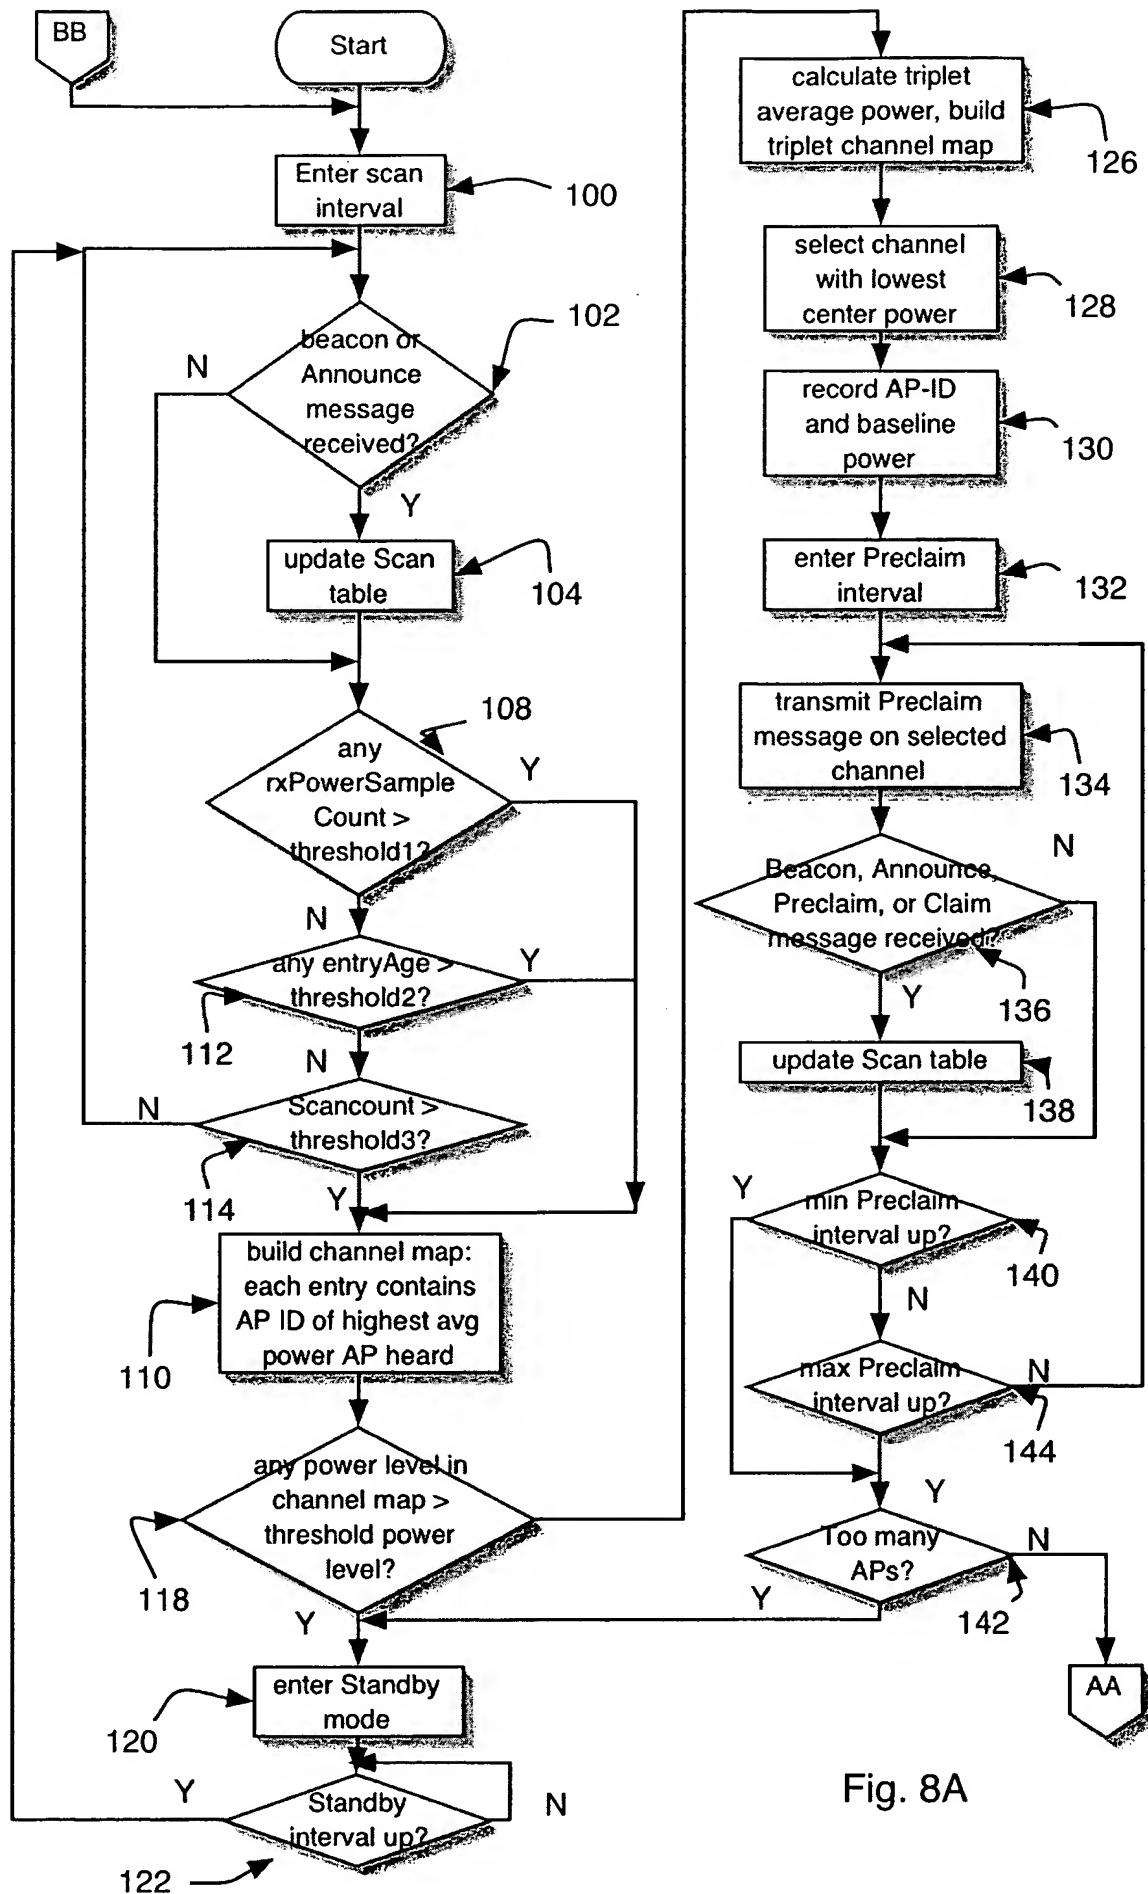 BB
Start
Enter scan
interval
100
beacon or
Announce
message
received?
102
N
Y
update Scan
table
104
any
rxPowerSample
Count >
threshold1?
108
Y
N
any entryAge >
threshold2?
Y
112
N
Scancount >
threshold3?
N
114
Y
build channel map:
each entry contains
AP ID of highest avg
power AP heard
110
any power level in
channel map >
threshold power
level?
118
Y
enter Standby
mode
120
Y
Standby
interval up?
N
122
calculate triplet
average power, build
triplet channel map
126
select channel
with lowest
center power
128
record AP-ID
and baseline
power
130
enter Preclaim
interval
132
transmit Preclaim
message on selected
channel
134
N
Beacon, Announce,
Preclaim, or Claim
message received?
136
Y
update Scan table
138
Y
min Preclaim
interval up?
140
N
max Preclaim
interval up?
N
144
Y
Too many
APs?
N
142
Y
AA
Fig. 8A